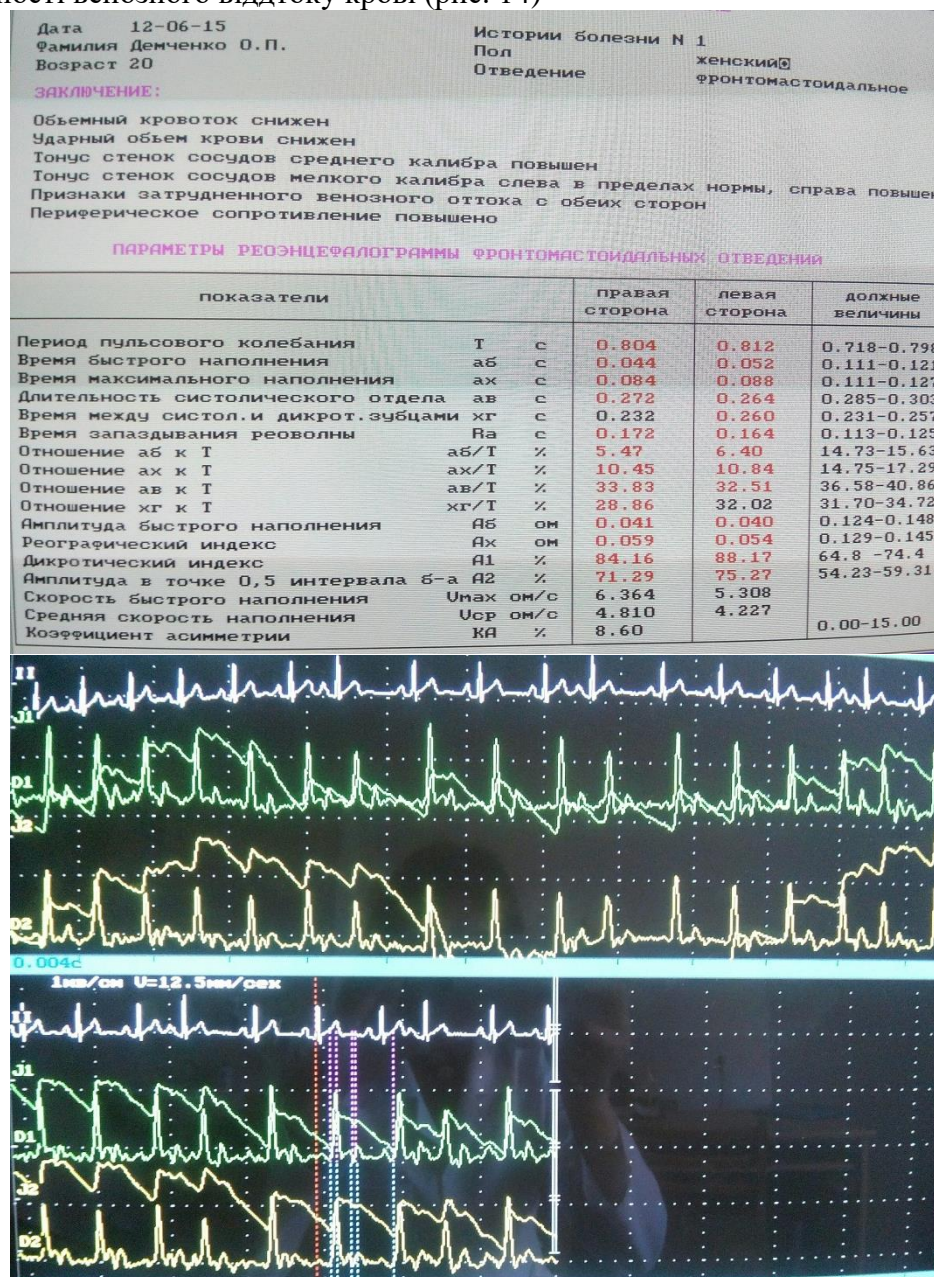 ності венозного віддтоку крові (рис. 14)
Дата 12-06-15 Истории болезни N 1
Фамилия Демченко О.П. Пол женский
Возраст 20 Отведение фронтомастоидальное
ЗАКЛЮЧЕНИЕ:
Обьемный кровоток снижен
Ударный обьем крови снижен
Тонус стенок сосудов среднего калибра повышен
Тонус стенок сосудов мелкого калибра слева в пределах нормы, справа повышен
Признаки затрудненного венозного оттока с обеих сторон
Периферическое сопротивление повышено
ПАРАМЕТРЫ РЕОЭНЦЕФАЛОГРАММЫ ФРОНТОМАСТОИДАЛЬНЫХ ОТВЕДЕНИЙ
показатели правая сторона левая сторона должные величины
Период пульсового колебания T с 0.804 0.812 0.718-0.798
Время быстрого наполнения аб с 0.044 0.052 0.111-0.121
Время максимального наполнения ах с 0.084 0.088 0.111-0.127
Длительность систолического отдела ав с 0.272 0.264 0.285-0.303
Время между систол.и дикрот.зубцами хг с 0.232 0.260 0.231-0.257
Время запаздывания реоволны Ra с 0.172 0.164 0.113-0.125
Отношение аб к T аб/T % 5.47 6.40 14.73-15.63
Отношение ах к T ах/T % 10.45 10.84 14.75-17.29
Отношение ав к T ав/T % 33.83 32.51 36.58-40.86
Отношение хг к T хг/T % 28.86 32.02 31.70-34.72
Амплитуда быстрого наполнения Аб ом 0.041 0.040 0.124-0.148
Реографический индекс Ах ом 0.059 0.054 0.129-0.145
Дикротический индекс А1 % 84.16 88.17 64.8 -74.4
Амплитуда в точке 0,5 интервала б-а А2 % 71.29 75.27 54.23-59.31
Скорость быстрого наполнения Vмах ом/с 6.364 5.308
Средняя скорость наполнения Vср ом/с 4.810 4.227
Коэффициент асимметрии КА % 8.60 0.00-15.00
II
J1
D1
J2
D2
0.004с
1мв/см V=12.5мм/сек
II
J1
D1
J2
D2